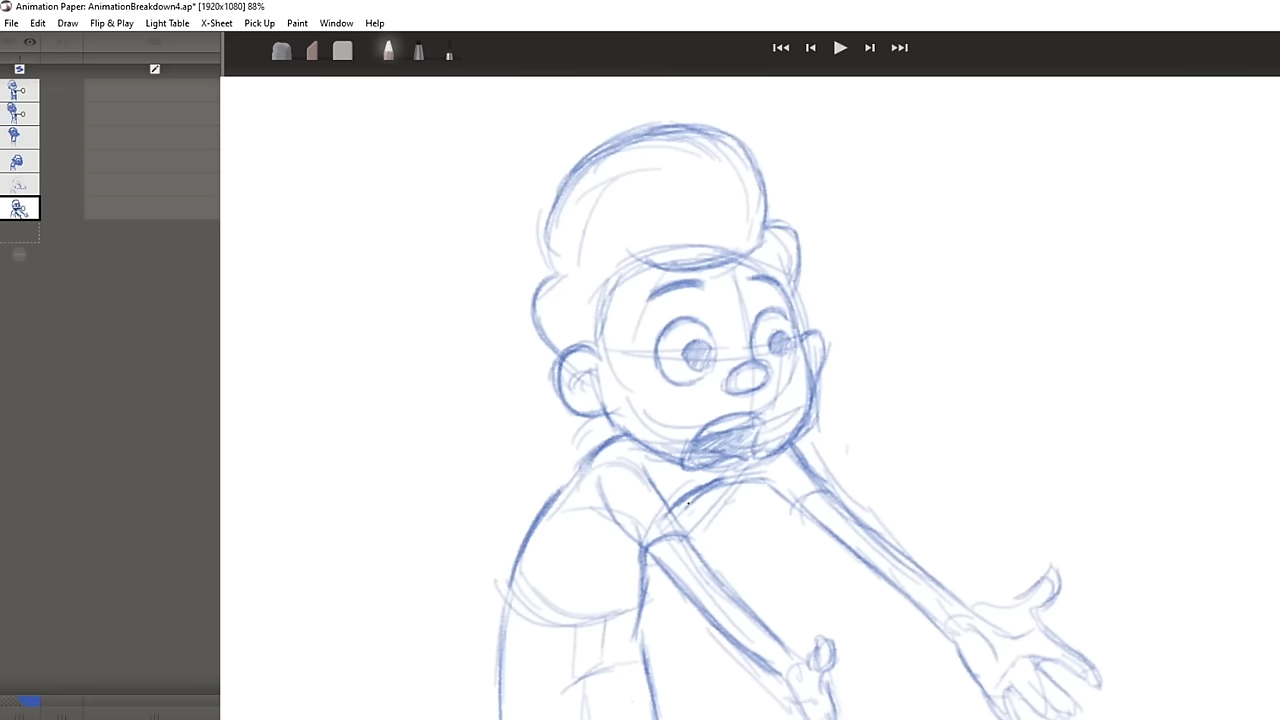 Animation Paper: AnimationBreakdown4.ap* [1920x1080] 88%
File Edit Draw Flip & Play Light Table X-Sheet Pick Up Paint Window Help